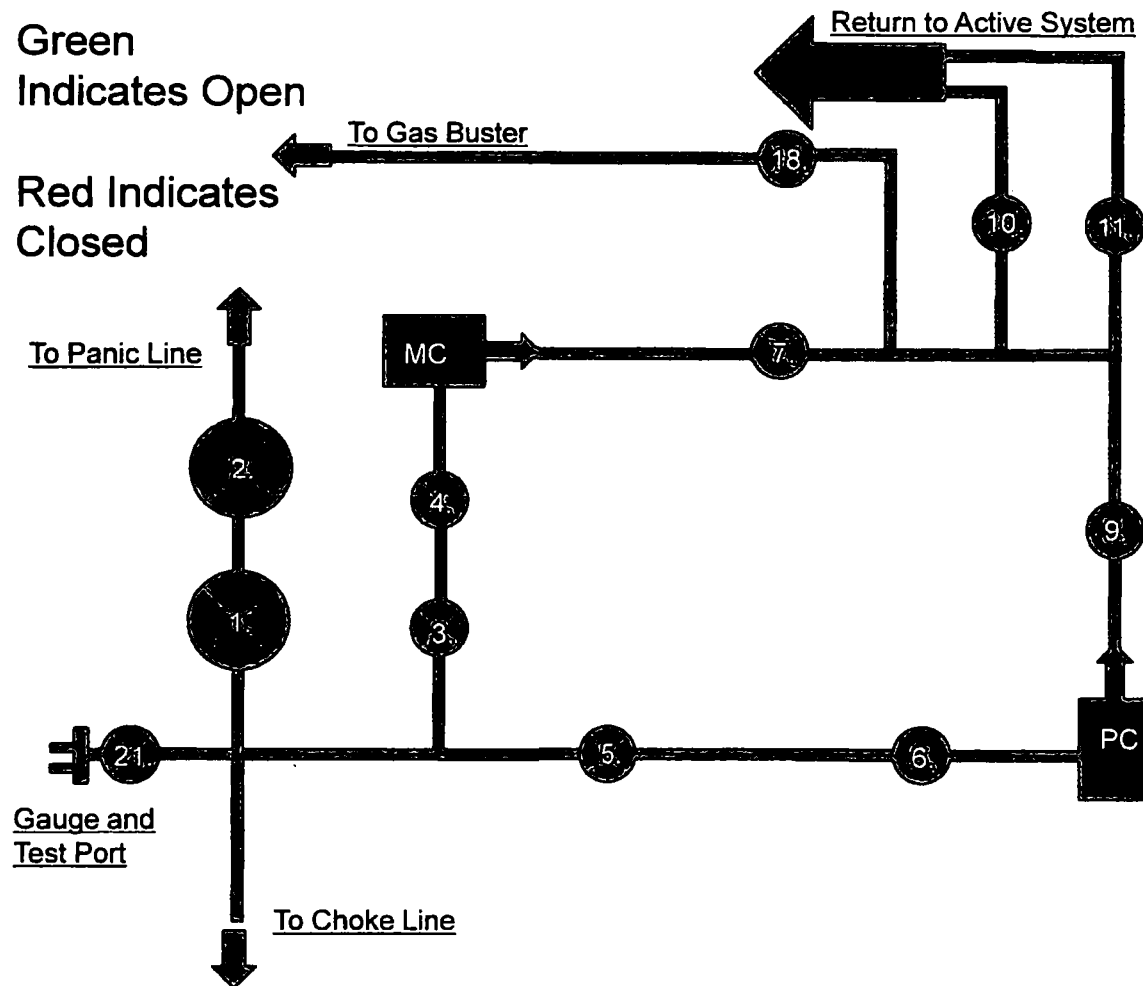 Green
Indicates Open
Return to Active System
To Gas Buster
18
Red Indicates
Closed
10
11
To Panic Line
MC
7
2
4
9
1
3
21
5
6
PC
Gauge and
Test Port
To Choke Line